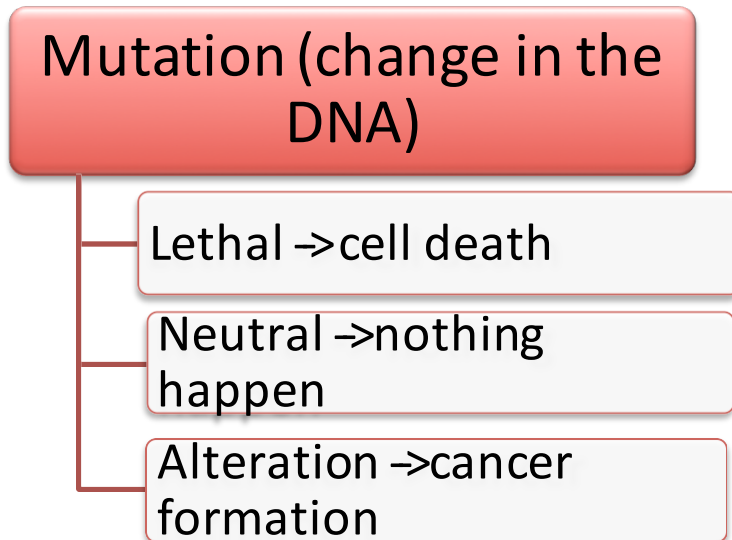 Mutation (change in the
DNA)
Lethal –>cell death
Neutral –>nothing
happen
Alteration –>cancer
formation